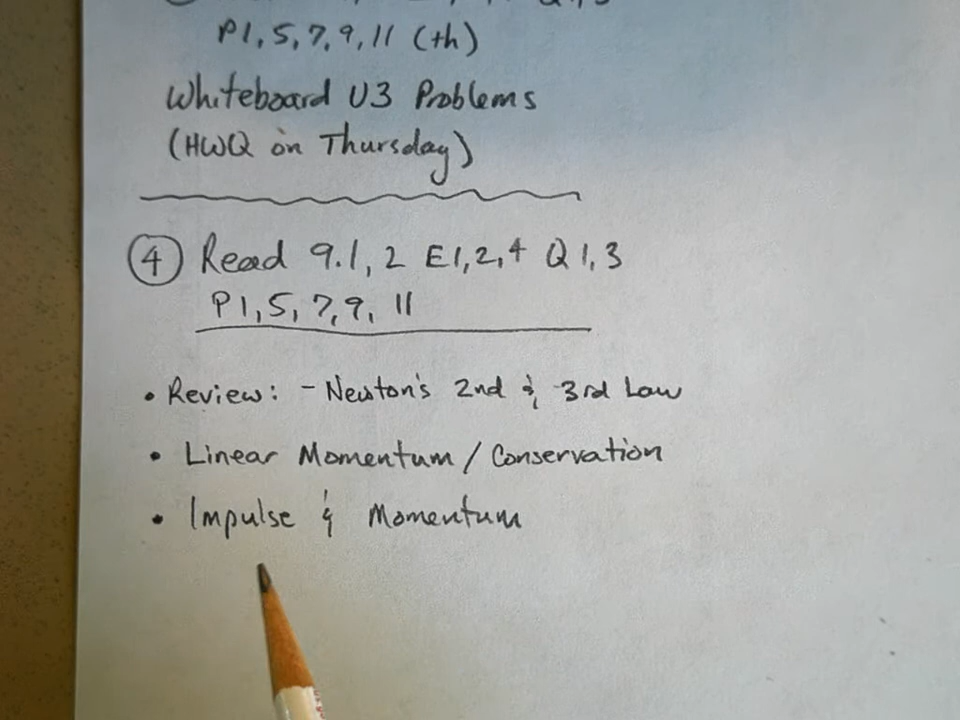 P1, 5, 7, 9, 11 (th)
Whiteboard U3 Problems
(HWQ on Thursday)
④ Read 9.1, 2 E1, 2, 4 Q 1, 3
P1, 5, 7, 9, 11
• Review: - Newton's 2nd & 3rd Law
• Linear Momentum / Conservation
• Impulse & Momentum